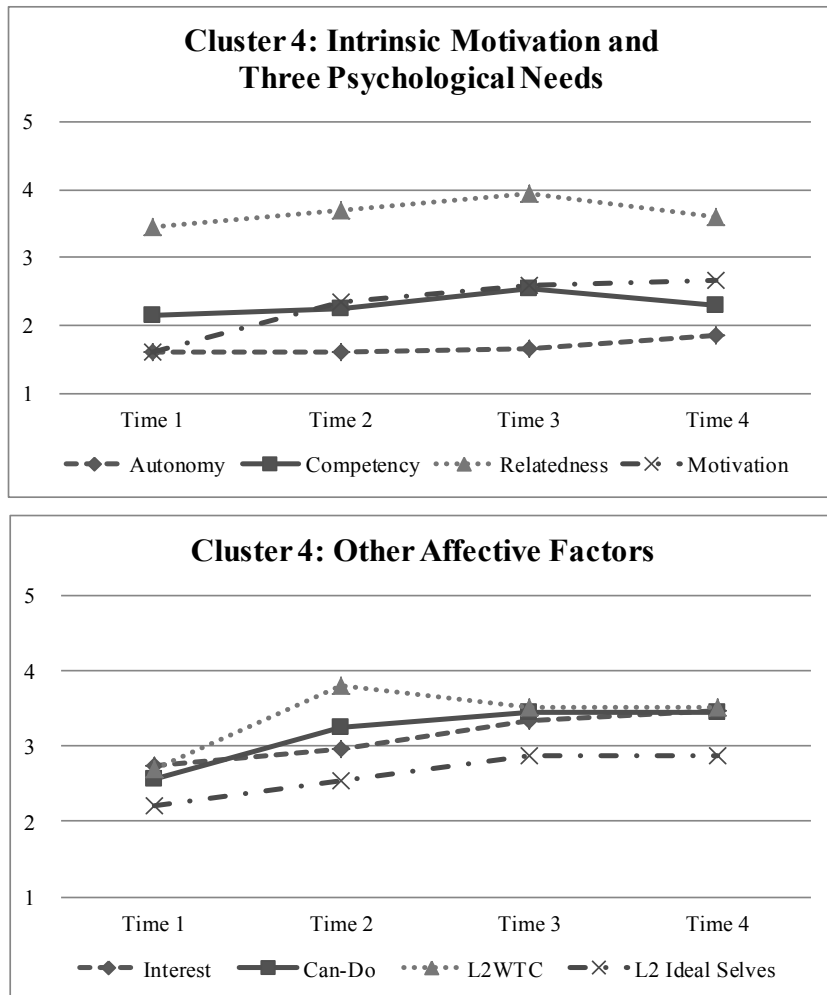 Cluster 4: Intrinsic Motivation and
Three Psychological Needs
5
4
3
2
1
Time 1 Time 2 Time 3 Time 4
Autonomy Competency Relatedness Motivation
Cluster 4: Other Affective Factors
5
4
3
2
1
Time 1 Time 2 Time 3 Time 4
Interest Can-Do L2WTC L2 Ideal Selves